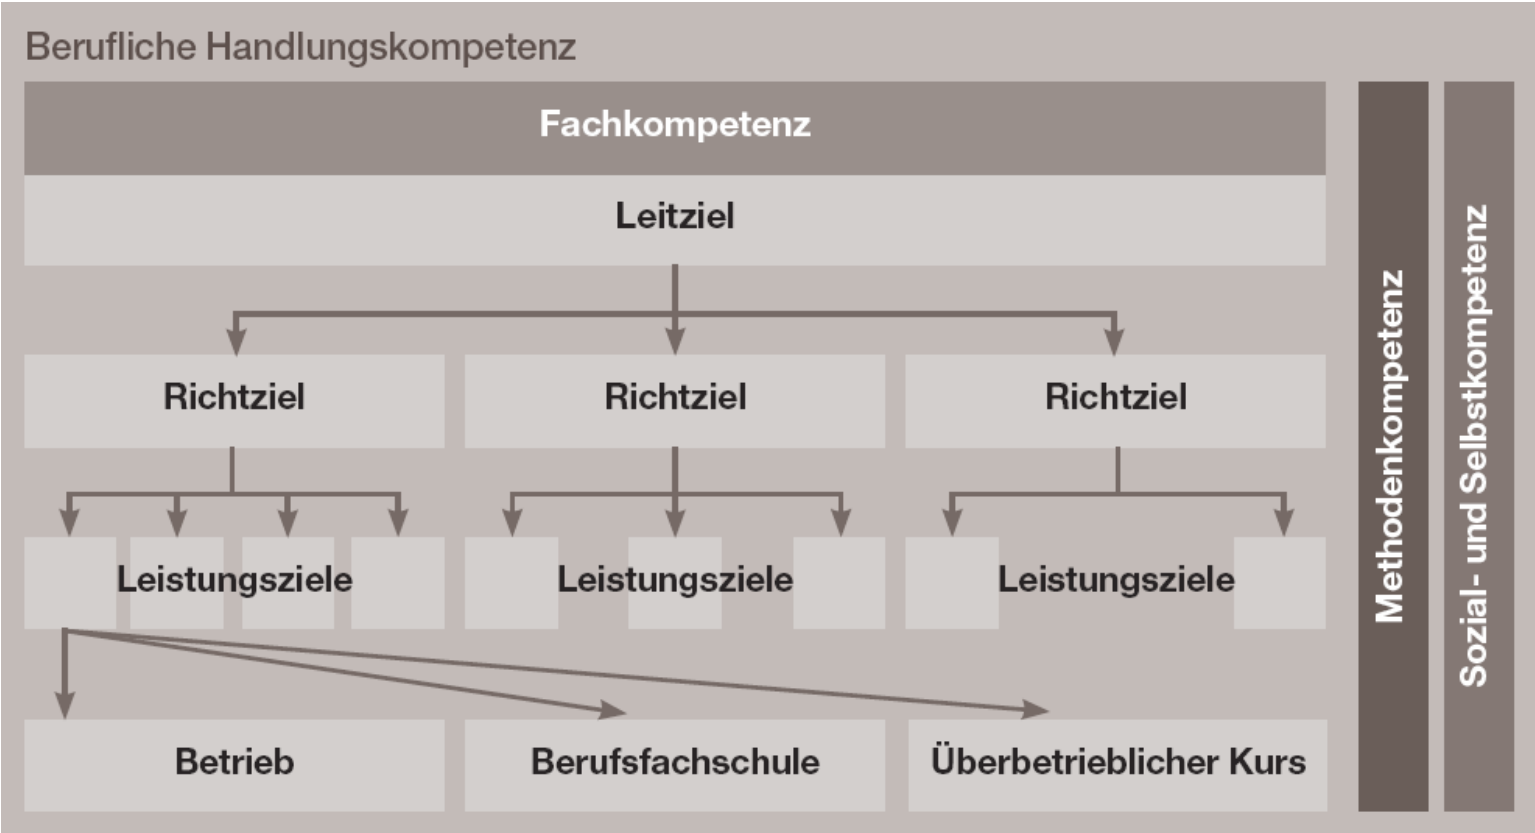 Berufliche Handlungskompetenz
Fachkompetenz
Leitziel
Richtziel
Richtziel
Richtziel
Leistungsziele
Leistungsziele
Leistungsziele
Betrieb
Berufsfachschule
Überbetrieblicher Kurs
Methodenkompetenz
Sozial- und Selbstkompetenz